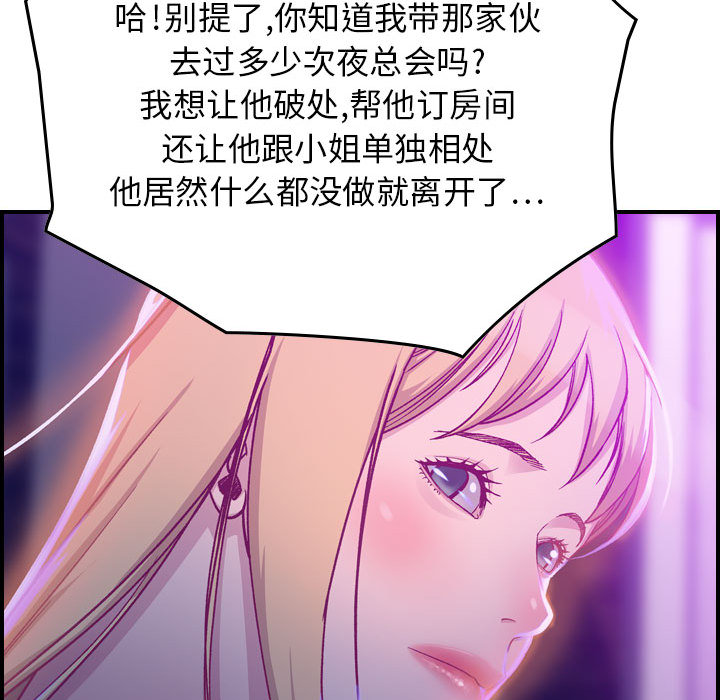 哈!别提了,你知道我带那家伙
去过多少次夜总会吗?
我想让他破处,帮他订房间
还让他跟小姐单独相处
他居然什么都没做就离开了...